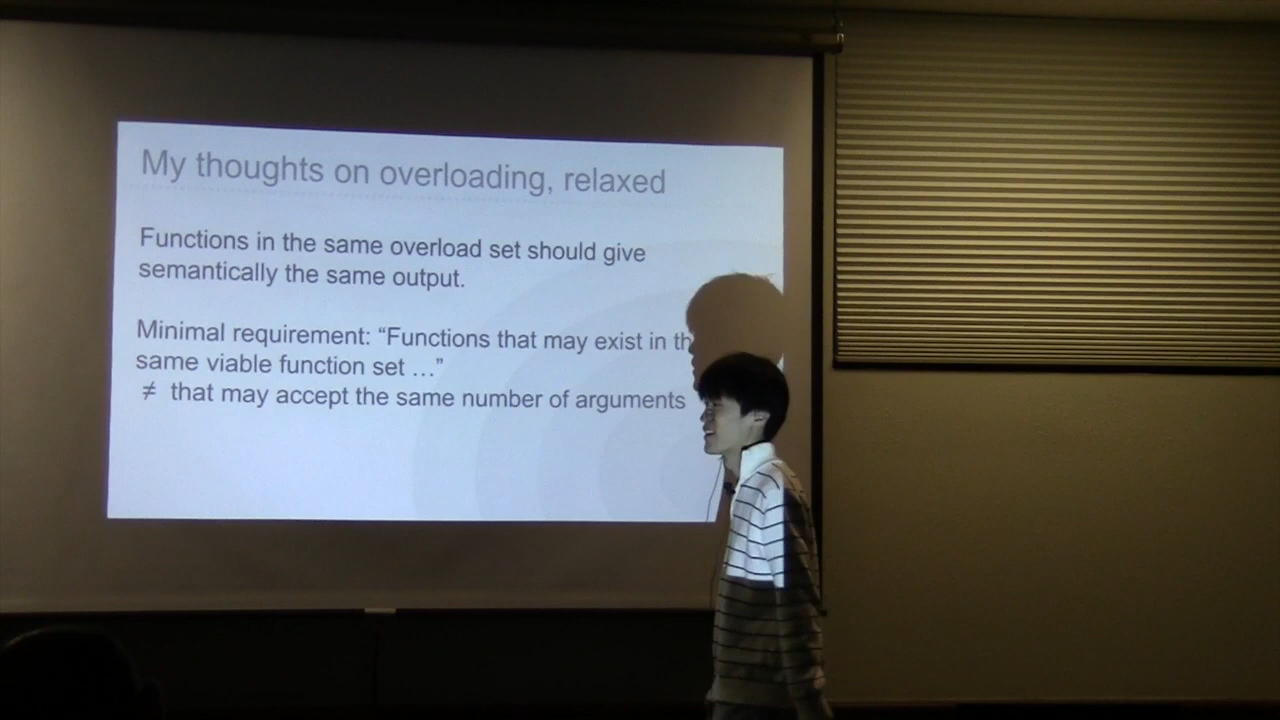 My thoughts on overloading, relaxed
Functions in the same overload set should give
semantically the same output.
Minimal requirement: “Functions that may exist in
same viable function set …”
≠ that may accept the same number of arguments